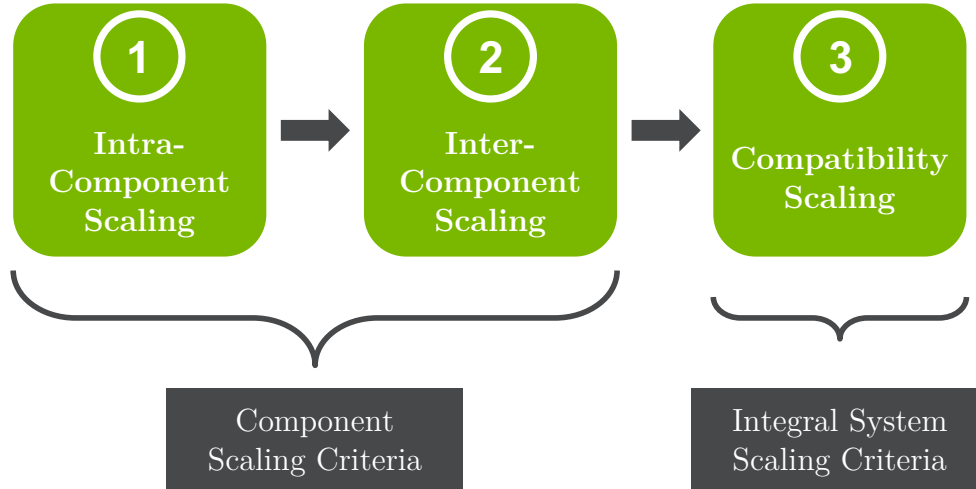 1
Intra-
Component
Scaling
2
Inter-
Component
Scaling
3
Compatibility
Scaling
Component
Scaling Criteria
Integral System
Scaling Criteria